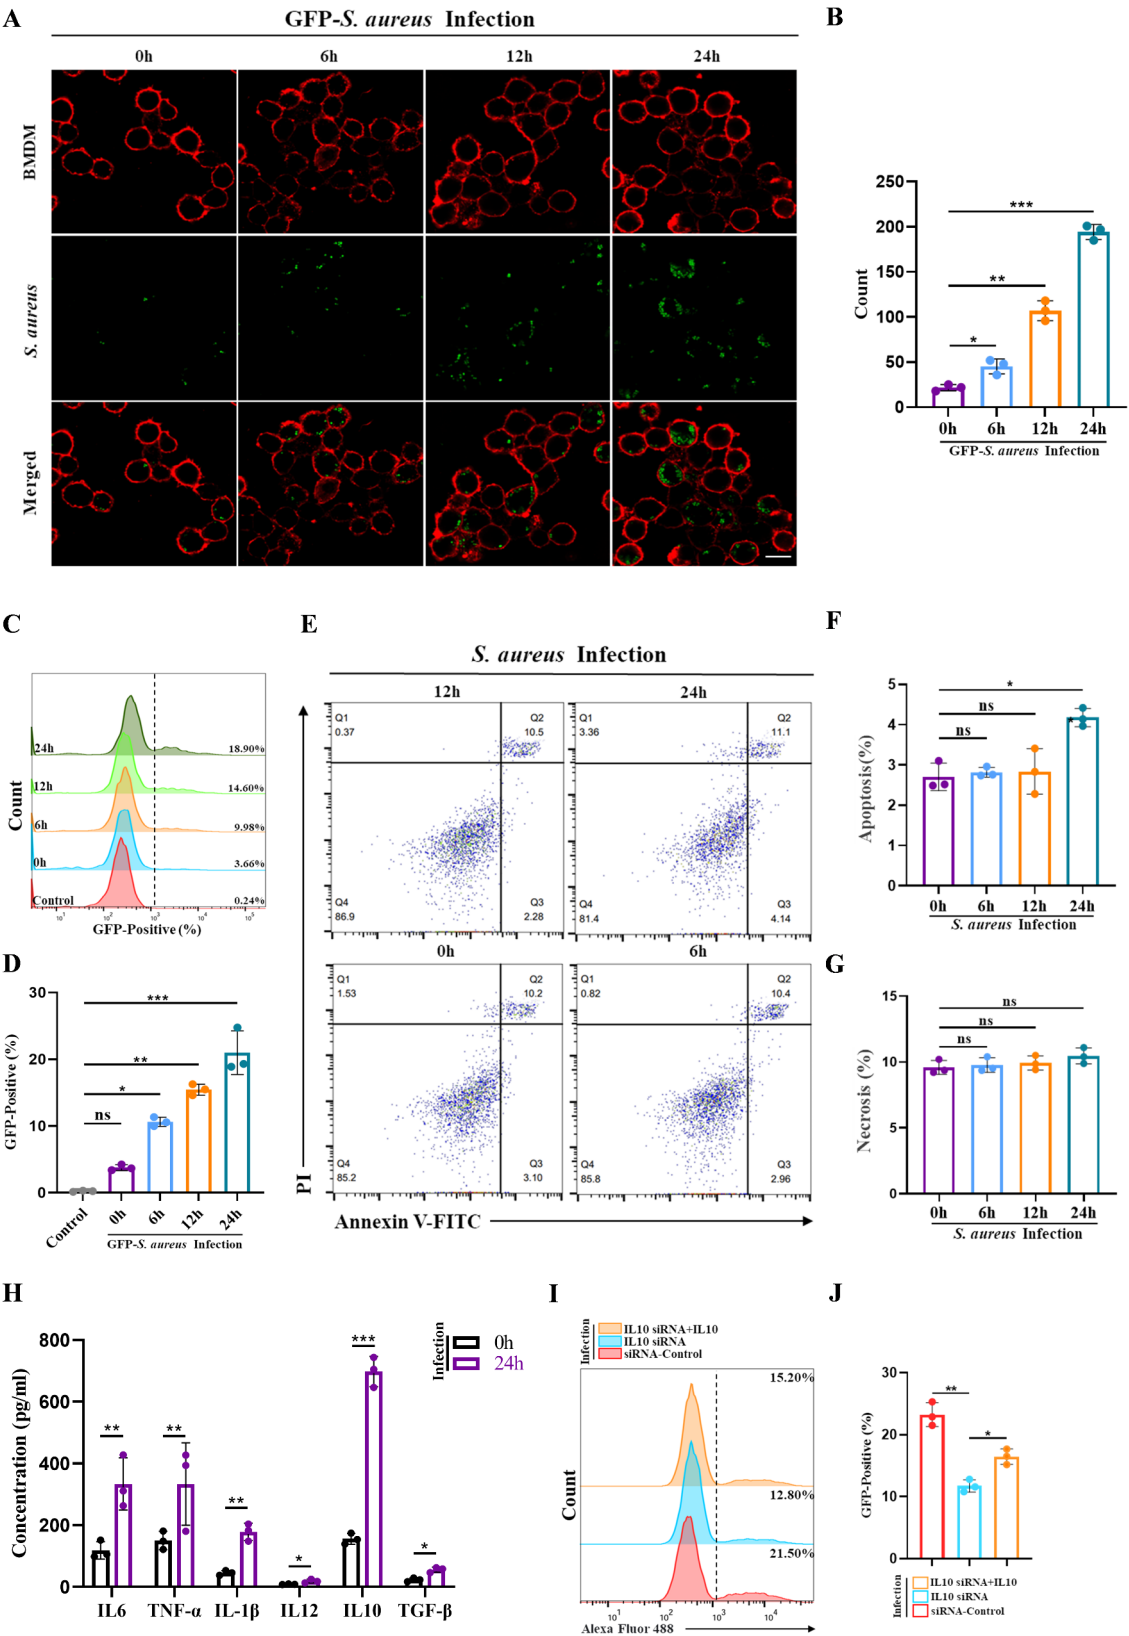 A
GFP-S. aureus Infection
0h 6h 12h 24h
BMDM
S. aureus
Merged
B
250
200
150
100
50
0
Count
***
**
*
0h 6h 12h 24h
GFP-S. aureus Infection
C
24h 18.90%
12h 14.60%
6h 9.98%
0h 3.66%
Control 0.24%
Count
10¹ 10² 10³ 10⁴ 10⁵
GFP-Positive (%)
D
30
20
10
0
GFP-Positive (%)
***
**
*
ns
Control 0h 6h 12h 24h
GFP-S. aureus Infection
E
S. aureus Infection
12h 24h
Q1 0.37
Q2 10.5
Q4 86.9
Q3 2.28
Q1 3.36
Q2 11.1
Q4 81.4
Q3 4.14
0h 6h
Q1 1.53
Q2 10.2
Q4 85.2
Q3 3.10
Q1 0.82
Q2 10.4
Q4 85.8
Q3 2.96
PI
Annexin V-FITC
F
5
4
3
2
1
0
Apoptosis(%)
*
ns
ns
*
0h 6h 12h 24h
S. aureus Infection
G
15
10
5
0
Necrosis (%)
ns
ns
ns
0h 6h 12h 24h
S. aureus Infection
H
800
600
400
200
0
Concentration (pg/ml)
Infection
0h
24h
** ** ** * *** *
IL6 TNF-α IL-1β IL12 IL10 TGF-β
I
Infection
IL10 siRNA+IL10
IL10 siRNA
siRNA-Control
15.20%
12.80%
21.50%
Count
10¹ 10² 10³ 10⁴
Alexa Fluor 488
J
30
20
10
0
GFP-Positive (%)
**
*
Infection
IL10 siRNA+IL10
IL10 siRNA
siRNA-Control